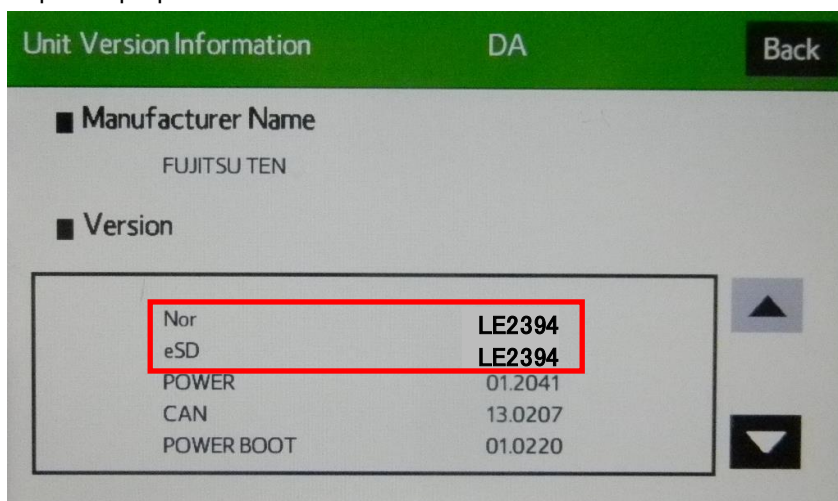 Unit Version Information DA Back
■ Manufacturer Name
FUJITSU TEN
■ Version
Nor LE2394
eSD LE2394
POWER 01.2041
CAN 13.0207
POWER BOOT 01.0220